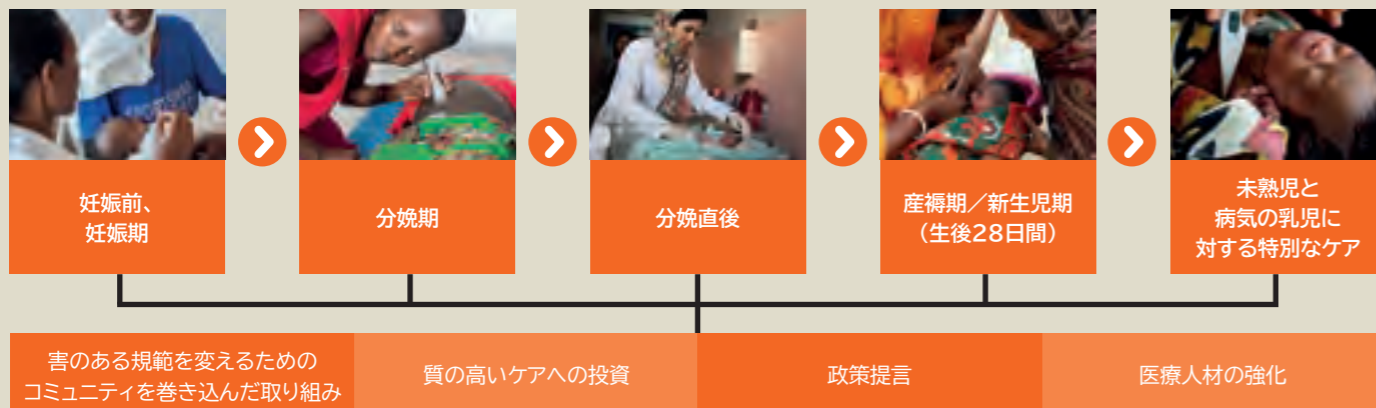 妊娠前、
妊娠期
分娩期
分娩直後
産褥期／新生児期
（生後28日間）
未熟児と
病気の乳児に
対する特別なケア
害のある規範を変えるための
コミュニティを巻き込んだ取り組み
質の高いケアへの投資
政策提言
医療人材の強化